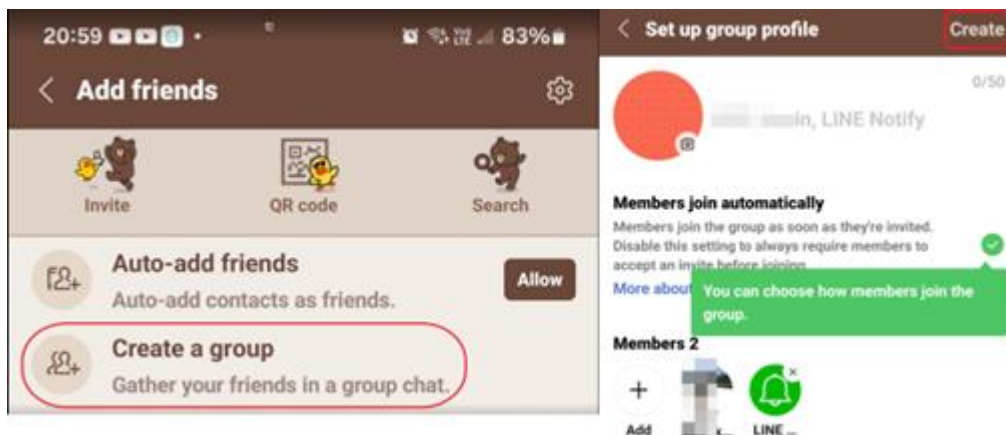 20:59
83%
Add friends
Invite
QR code
Search
Auto-add friends
Auto-add contacts as friends.
Allow
Create a group
Gather your friends in a group chat.
Set up group profile
Create
0/50
in, LINE Notify
Members join automatically
Members join the group as soon as they're invited.
Disable this setting to always require members to
accept an invite before joining
More about
You can choose how members join the
group.
Members 2
Add
LINE ...